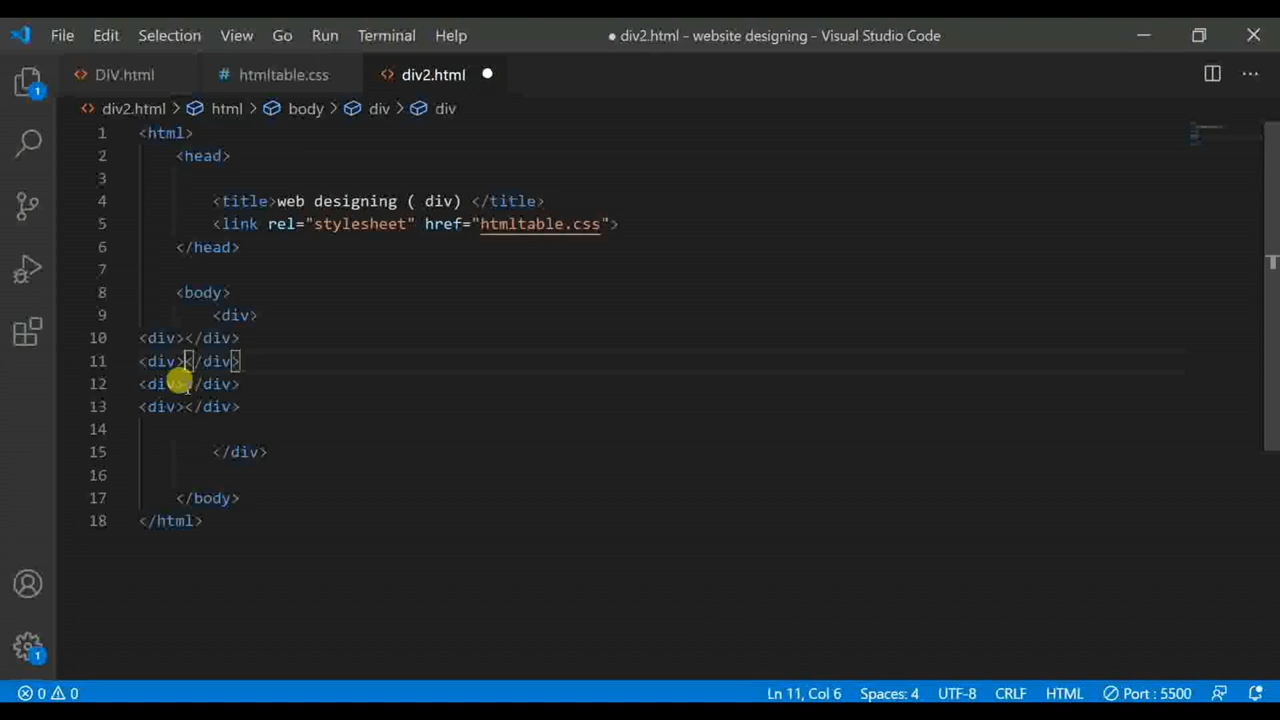 File Edit Selection View Go Run Terminal Help ● div2.html - website designing - Visual Studio Code
<> DIV.html # htmltable.css <> div2.html ●
<> div2.html > html > body > div > div
1 <html>
2 <head>
3
4 <title>web designing ( div) </title>
5 <link rel="stylesheet" href="htmltable.css">
6 </head>
7
8 <body>
9 <div>
10 <div></div>
11 <div></div>
12 <div></div>
13 <div></div>
14
15 </div>
16
17 </body>
18 </html>
1
1
0 0 Ln 11, Col 6 Spaces: 4 UTF-8 CRLF HTML Port : 5500